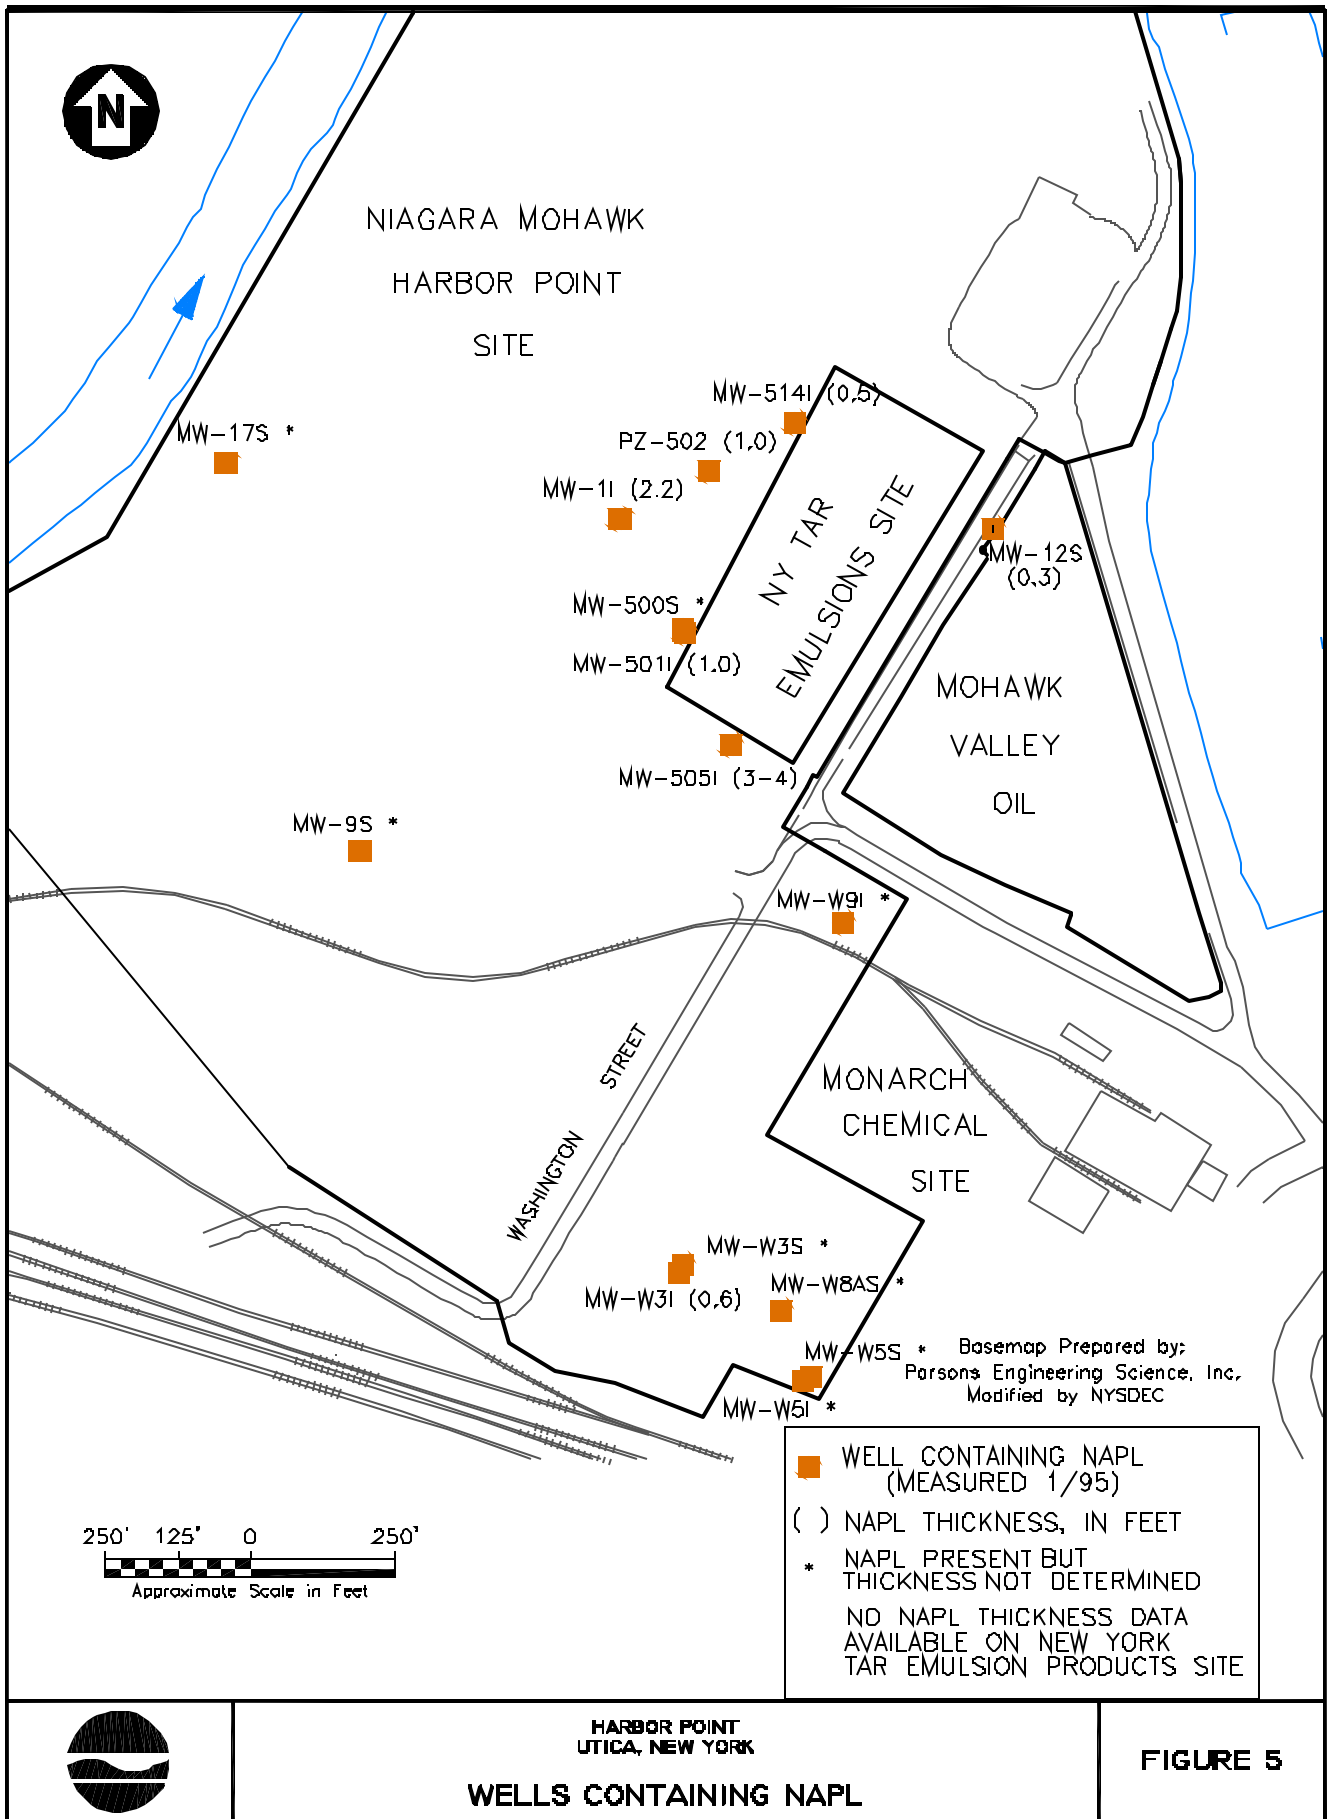 N
NIAGARA MOHAWK
HARBOR POINT
SITE
MW-514I (0.5)
MW-17S *
PZ-502 (1.0)
MW-1I (2.2)
NY TAR
EMULSIONS SITE
MW-12S
(0.3)
MW-500S *
MW-501I (1.0)
MOHAWK
VALLEY
OIL
MW-505I (3-4)
MW-9S *
MW-W9I *
WASHINGTON STREET
MONARCH
CHEMICAL
SITE
MW-W3S *
MW-W8AS *
MW-W3I (0.6)
MW-W5S *
MW-W5I *
Basemap Prepared by:
Parsons Engineering Science, Inc.
Modified by NYSDEC
WELL CONTAINING NAPL
(MEASURED 1/95)
( ) NAPL THICKNESS, IN FEET
* NAPL PRESENT BUT
THICKNESS NOT DETERMINED
NO NAPL THICKNESS DATA
AVAILABLE ON NEW YORK
TAR EMULSION PRODUCTS SITE
250' 125' 0 250'
Approximate Scale in Feet
HARBOR POINT
UTICA, NEW YORK
WELLS CONTAINING NAPL
FIGURE 5